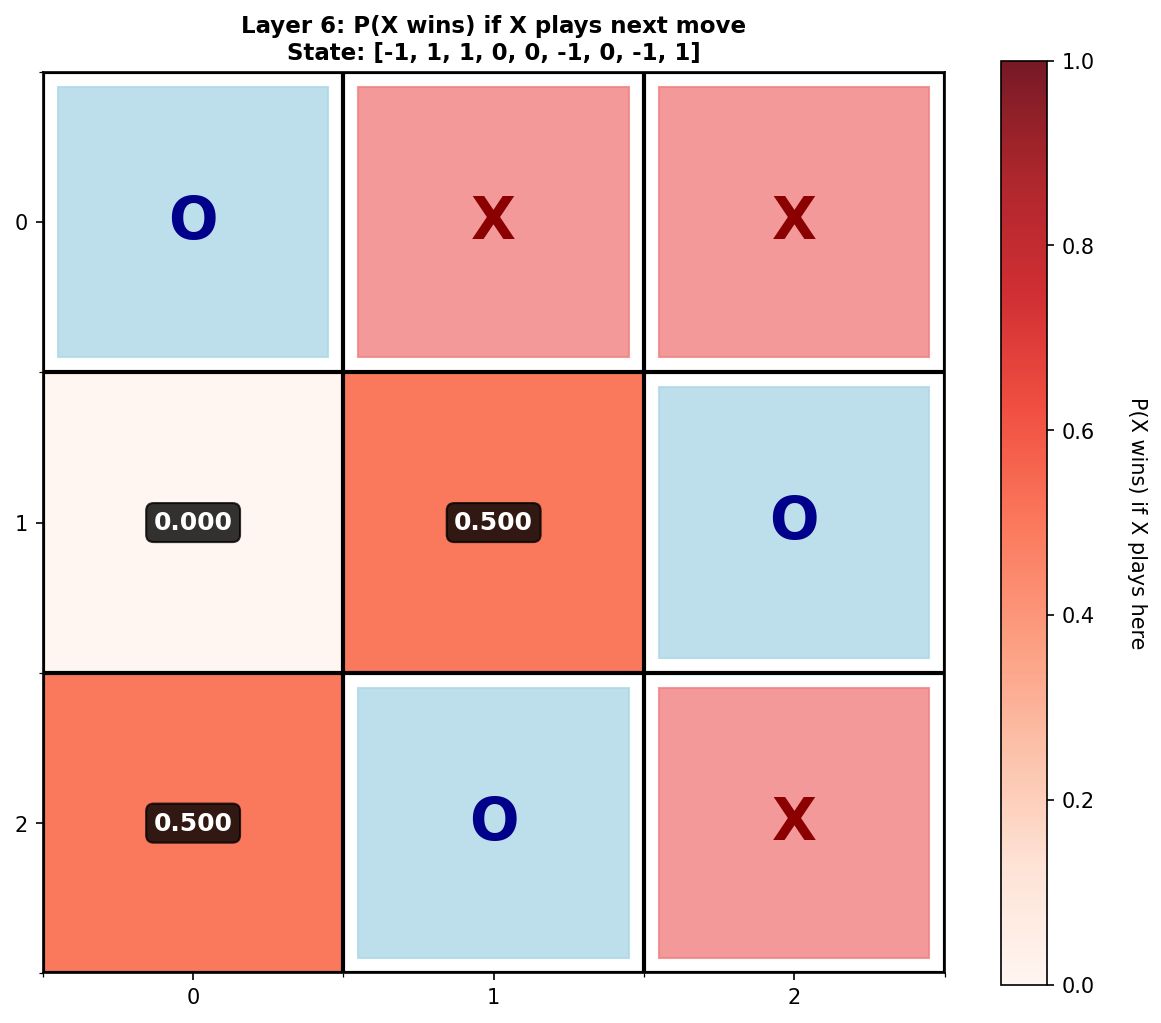 Layer 6: P(X wins) if X plays next move
State: [-1, 1, 1, 0, 0, -1, 0, -1, 1]
0 O X X
1 0.000 0.500 O
2 0.500 O X
0 1 2
1.0
0.8
0.6
0.4
0.2
0.0
P(X wins) if X plays here